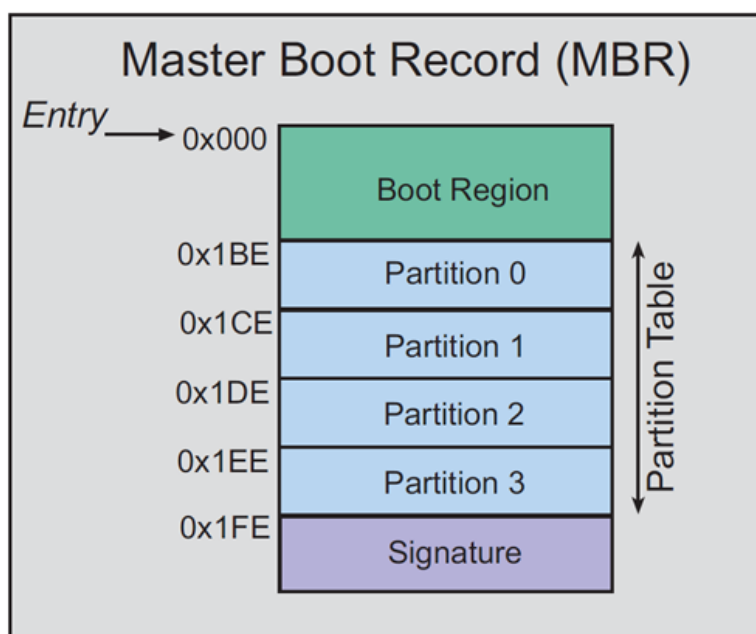 Master Boot Record (MBR)
Entry
0x000
Boot Region
0x1BE
Partition 0
0x1CE
Partition 1
0x1DE
Partition 2
0x1EE
Partition 3
0x1FE
Signature
Partition Table